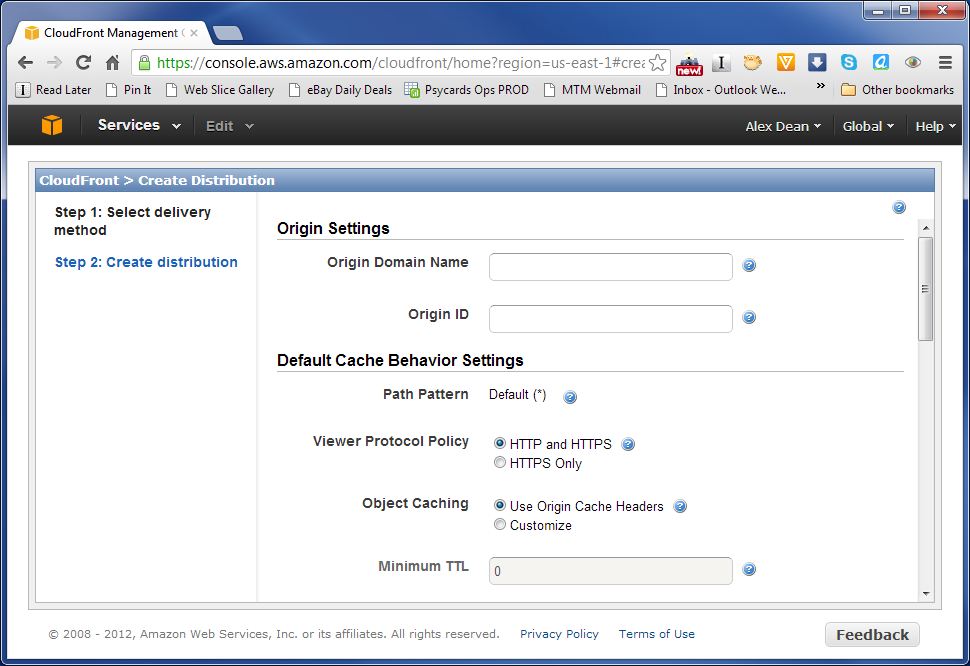 CloudFront Management C
https://console.aws.amazon.com/cloudfront/home?region=us-east-1#crea
new!
Read Later
Pin It
Web Slice Gallery
eBay Daily Deals
Psycards Ops PROD
MTM Webmail
Inbox - Outlook We...
»
Other bookmarks
Services
Edit
Alex Dean
Global
Help
CloudFront > Create Distribution
Step 1: Select delivery
method
Step 2: Create distribution
Origin Settings
Origin Domain Name
Origin ID
Default Cache Behavior Settings
Path Pattern Default (*)
Viewer Protocol Policy HTTP and HTTPS
HTTPS Only
Object Caching Use Origin Cache Headers
Customize
Minimum TTL 0
© 2008 - 2012, Amazon Web Services, Inc. or its affiliates. All rights reserved. Privacy Policy Terms of Use
Feedback